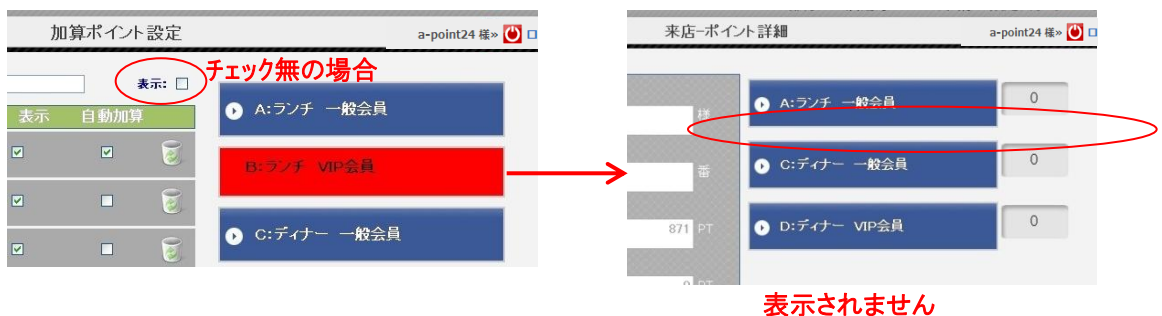 加算ポイント設定
a-point24 様»
表示:
チェック無の場合
表示 自動加算
A:ランチ 一般会員
B:ランチ VIP会員
C:ディナー 一般会員
来店-ポイント詳細
a-point24 様»
様
番
871 PT
0 PT
A:ランチ 一般会員
0
C:ディナー 一般会員
0
D:ディナー VIP会員
0
表示されません